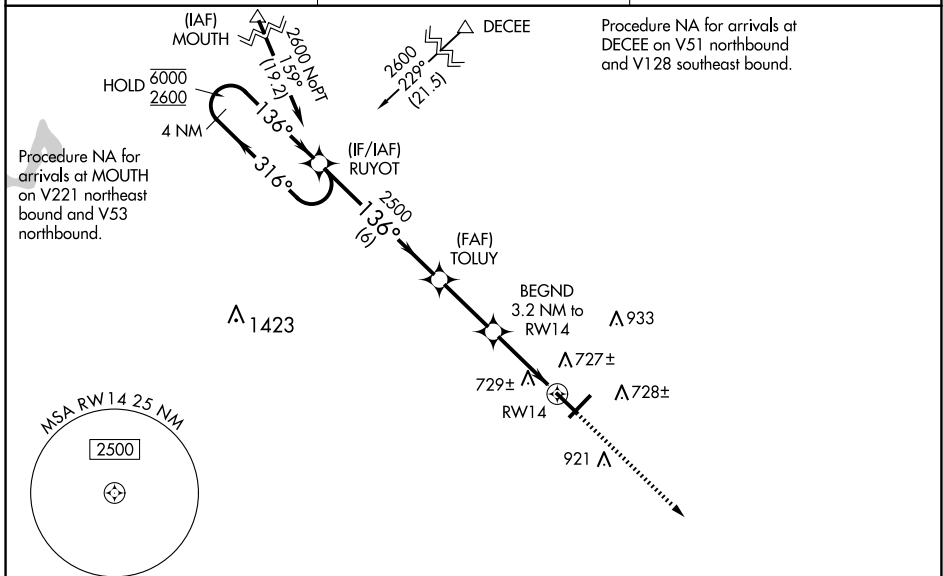 (IAF)
MOUTH
2600 NoPT
159°
(19.2)
DECEE
2600
229°
(21.5)
Procedure NA for arrivals at
DECEE on V51 northbound
and V128 southeast bound.
HOLD 6000
2600
4 NM
136°
316°
(IF/IAF)
RUYOT
Procedure NA for
arrivals at MOUTH
on V221 northeast
bound and V53
northbound.
2500
136°
(6)
(FAF)
TOLUY
BEGND
3.2 NM to
RW14
933
1423
727±
729±
728±
RW14
921
MSA RW14 25 NM
2500